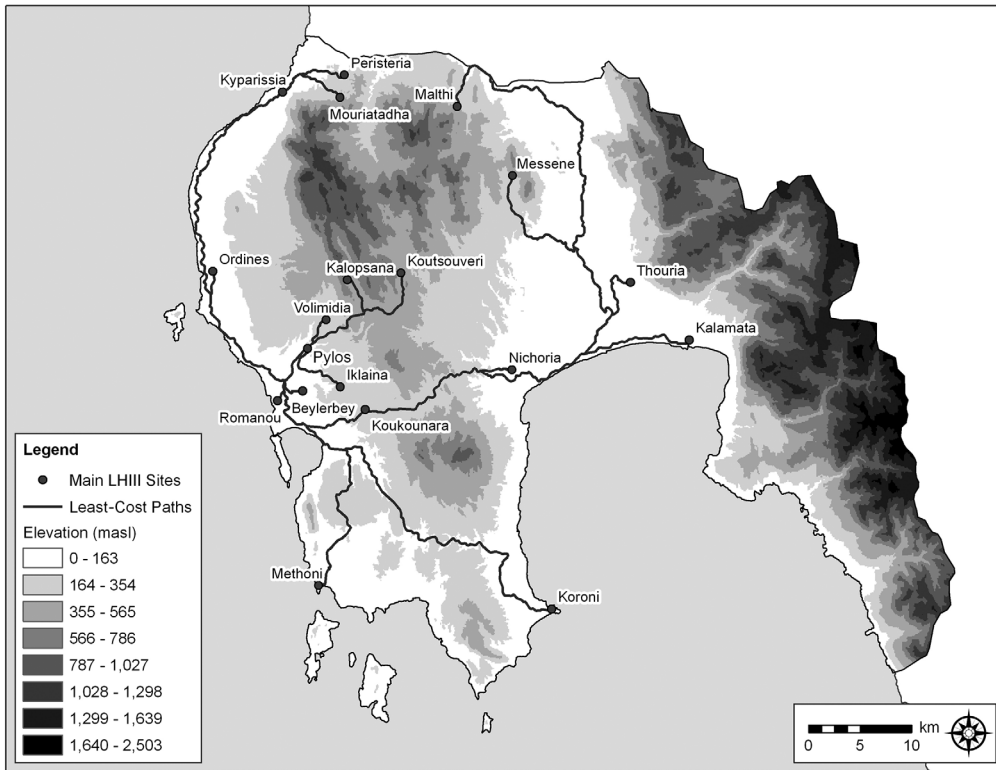 Peristeria
Kyparissia
Mouriatadha
Malthi
Messene
Ordines
Kalopsana
Koutsouveri
Thouria
Volimidia
Kalamata
Pylos
Nichoria
Iklaina
Beylerbey
Romanou
Koukounara
Methoni
Koroni
Legend
Main LHIII Sites
Least-Cost Paths
Elevation (masl)
0 - 163
164 - 354
355 - 565
566 - 786
787 - 1,027
1,028 - 1,298
1,299 - 1,639
1,640 - 2,503
km
0 5 10